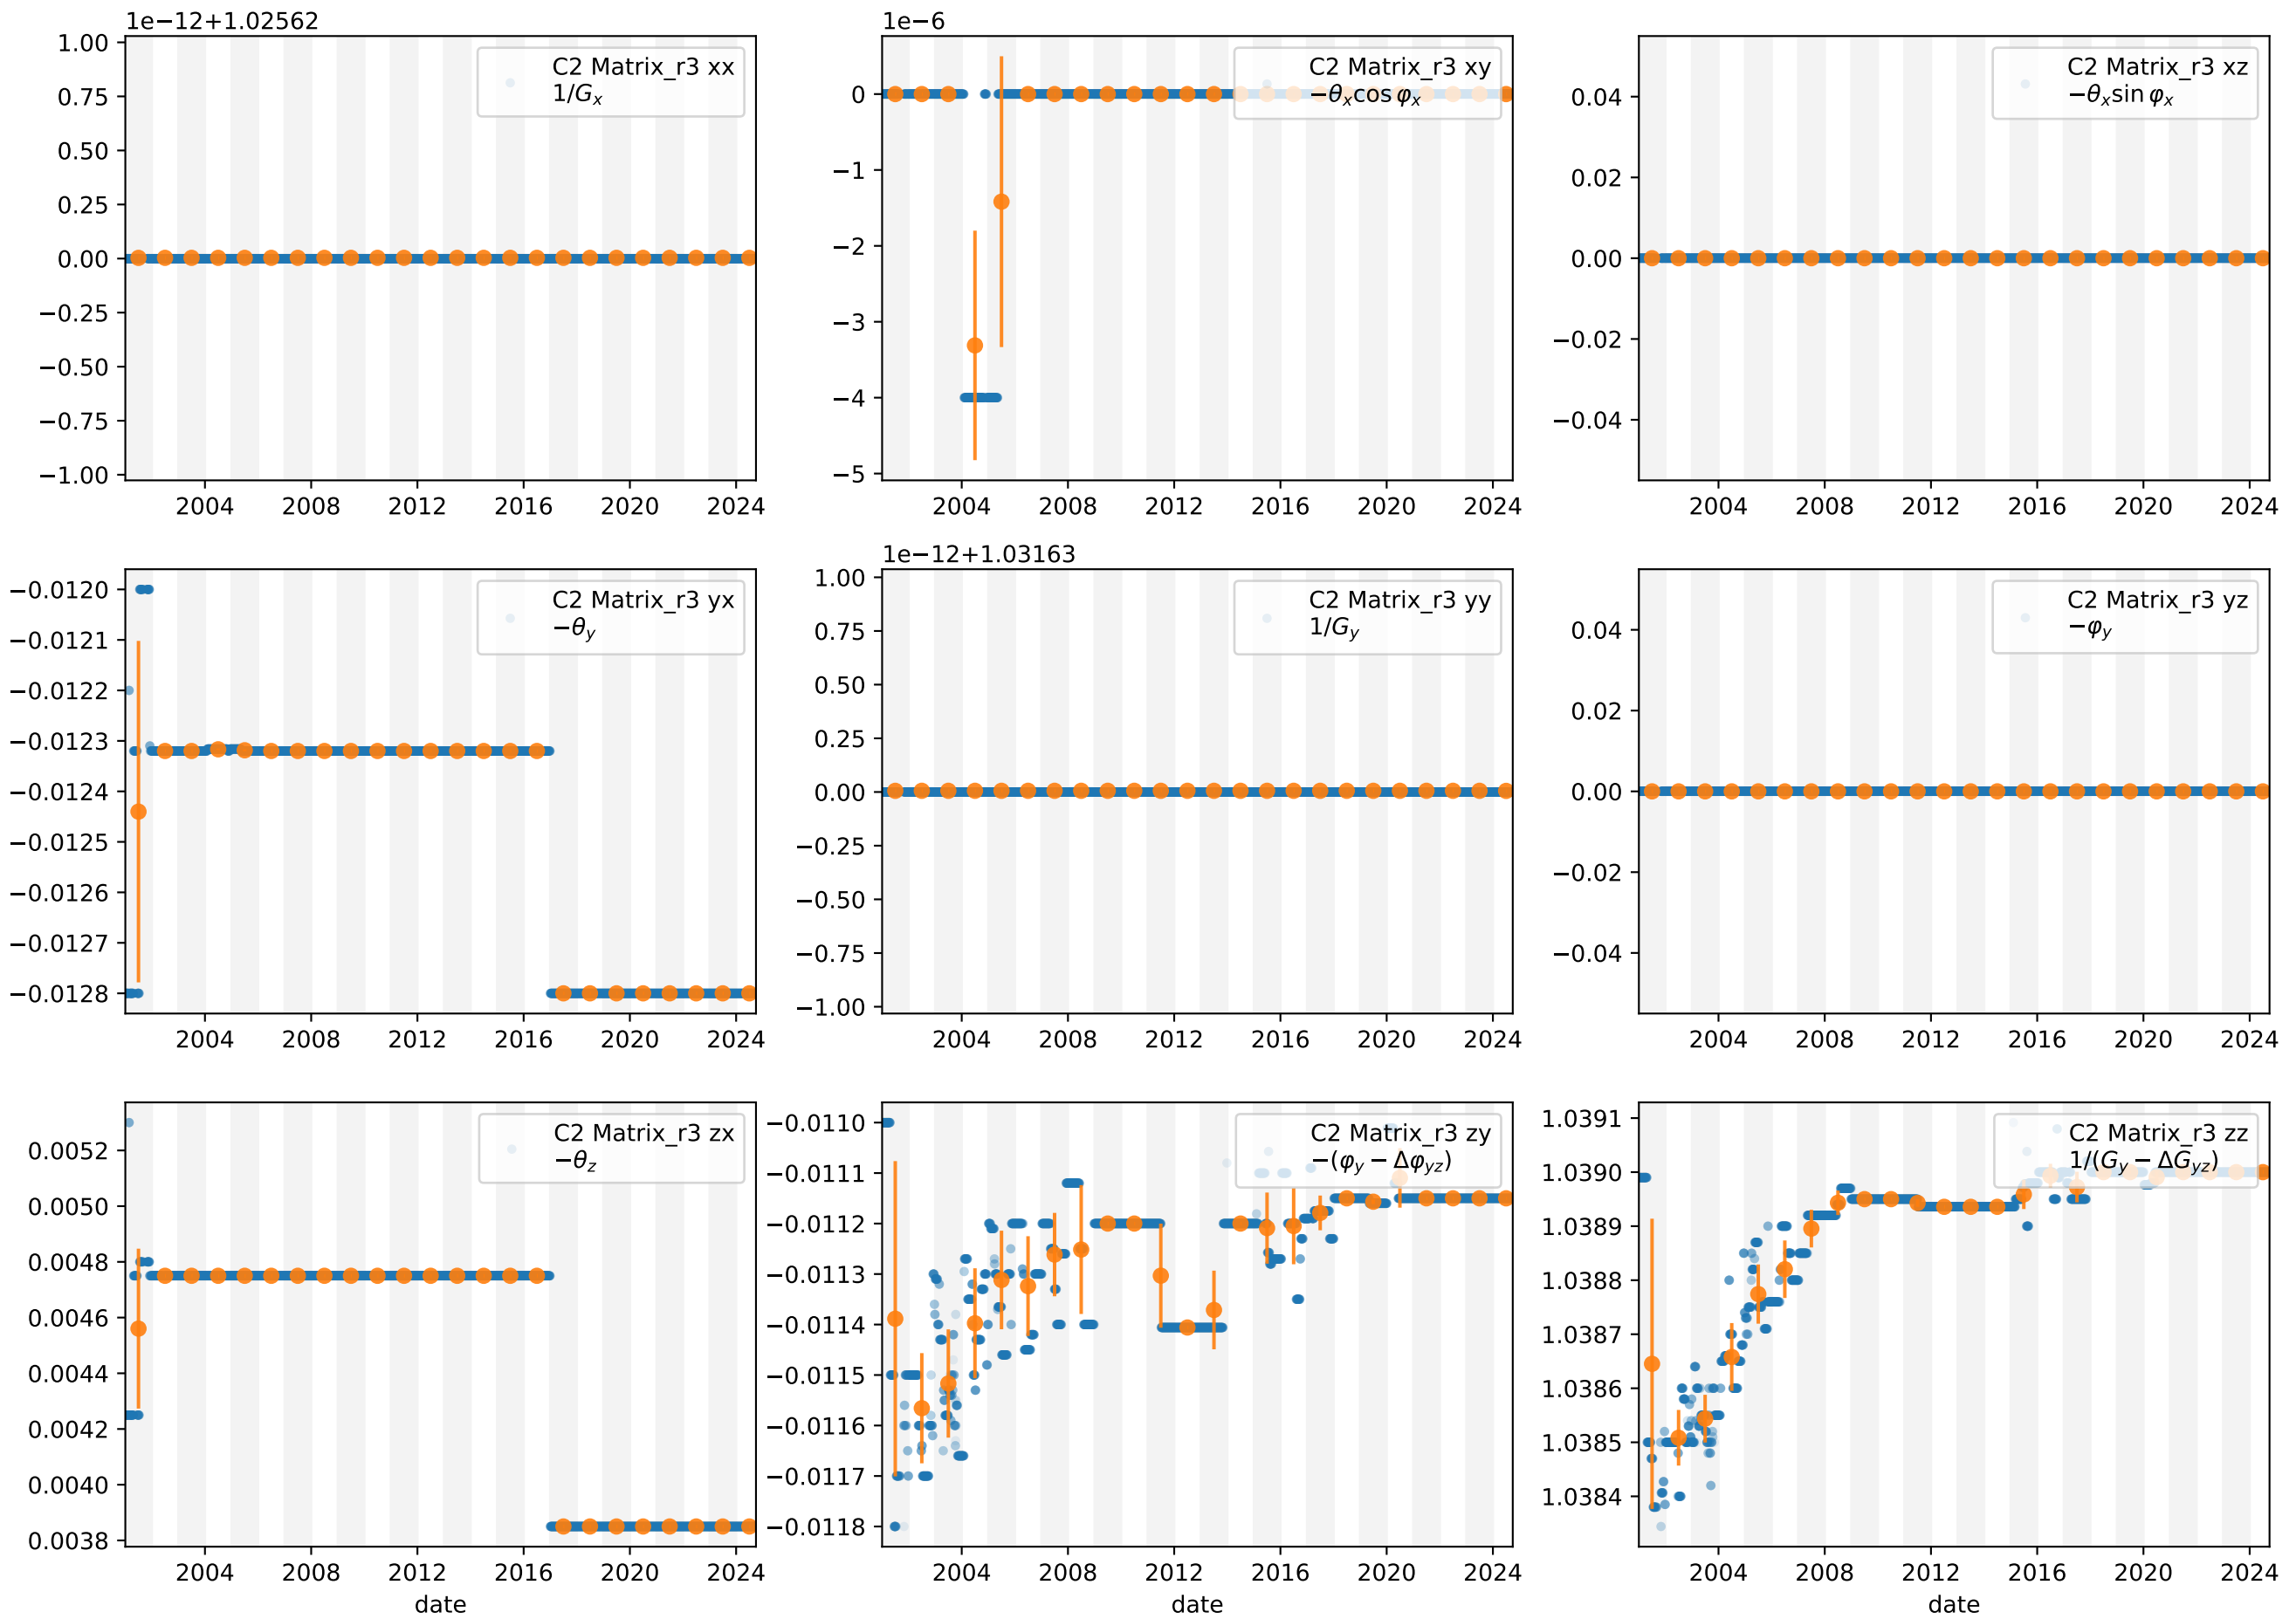 1e−12+1.02562
C2 Matrix_r3 xx
1/Gₓ
1.00
0.75
0.50
0.25
0.00
−0.25
−0.50
−0.75
−1.00
2004 2008 2012 2016 2020 2024
1e−6
C2 Matrix_r3 xy
−θₓcos φₓ
0
−1
−2
−3
−4
−5
2004 2008 2012 2016 2020 2024
C2 Matrix_r3 xz
−θₓsin φₓ
0.04
0.02
0.00
−0.02
−0.04
2004 2008 2012 2016 2020 2024
C2 Matrix_r3 yx
−θ_y
−0.0120
−0.0121
−0.0122
−0.0123
−0.0124
−0.0125
−0.0126
−0.0127
−0.0128
2004 2008 2012 2016 2020 2024
1e−12+1.03163
C2 Matrix_r3 yy
1/G_y
1.00
0.75
0.50
0.25
0.00
−0.25
−0.50
−0.75
−1.00
2004 2008 2012 2016 2020 2024
C2 Matrix_r3 yz
−φ_y
0.04
0.02
0.00
−0.02
−0.04
2004 2008 2012 2016 2020 2024
C2 Matrix_r3 zx
−θ_z
0.0052
0.0050
0.0048
0.0046
0.0044
0.0042
0.0040
0.0038
2004 2008 2012 2016 2020 2024
date
C2 Matrix_r3 zy
−(φ_y − Δφ_yz)
−0.0110
−0.0111
−0.0112
−0.0113
−0.0114
−0.0115
−0.0116
−0.0117
−0.0118
2004 2008 2012 2016 2020 2024
date
C2 Matrix_r3 zz
1/(G_y − ΔG_yz)
1.0391
1.0390
1.0389
1.0388
1.0387
1.0386
1.0385
1.0384
2004 2008 2012 2016 2020 2024
date